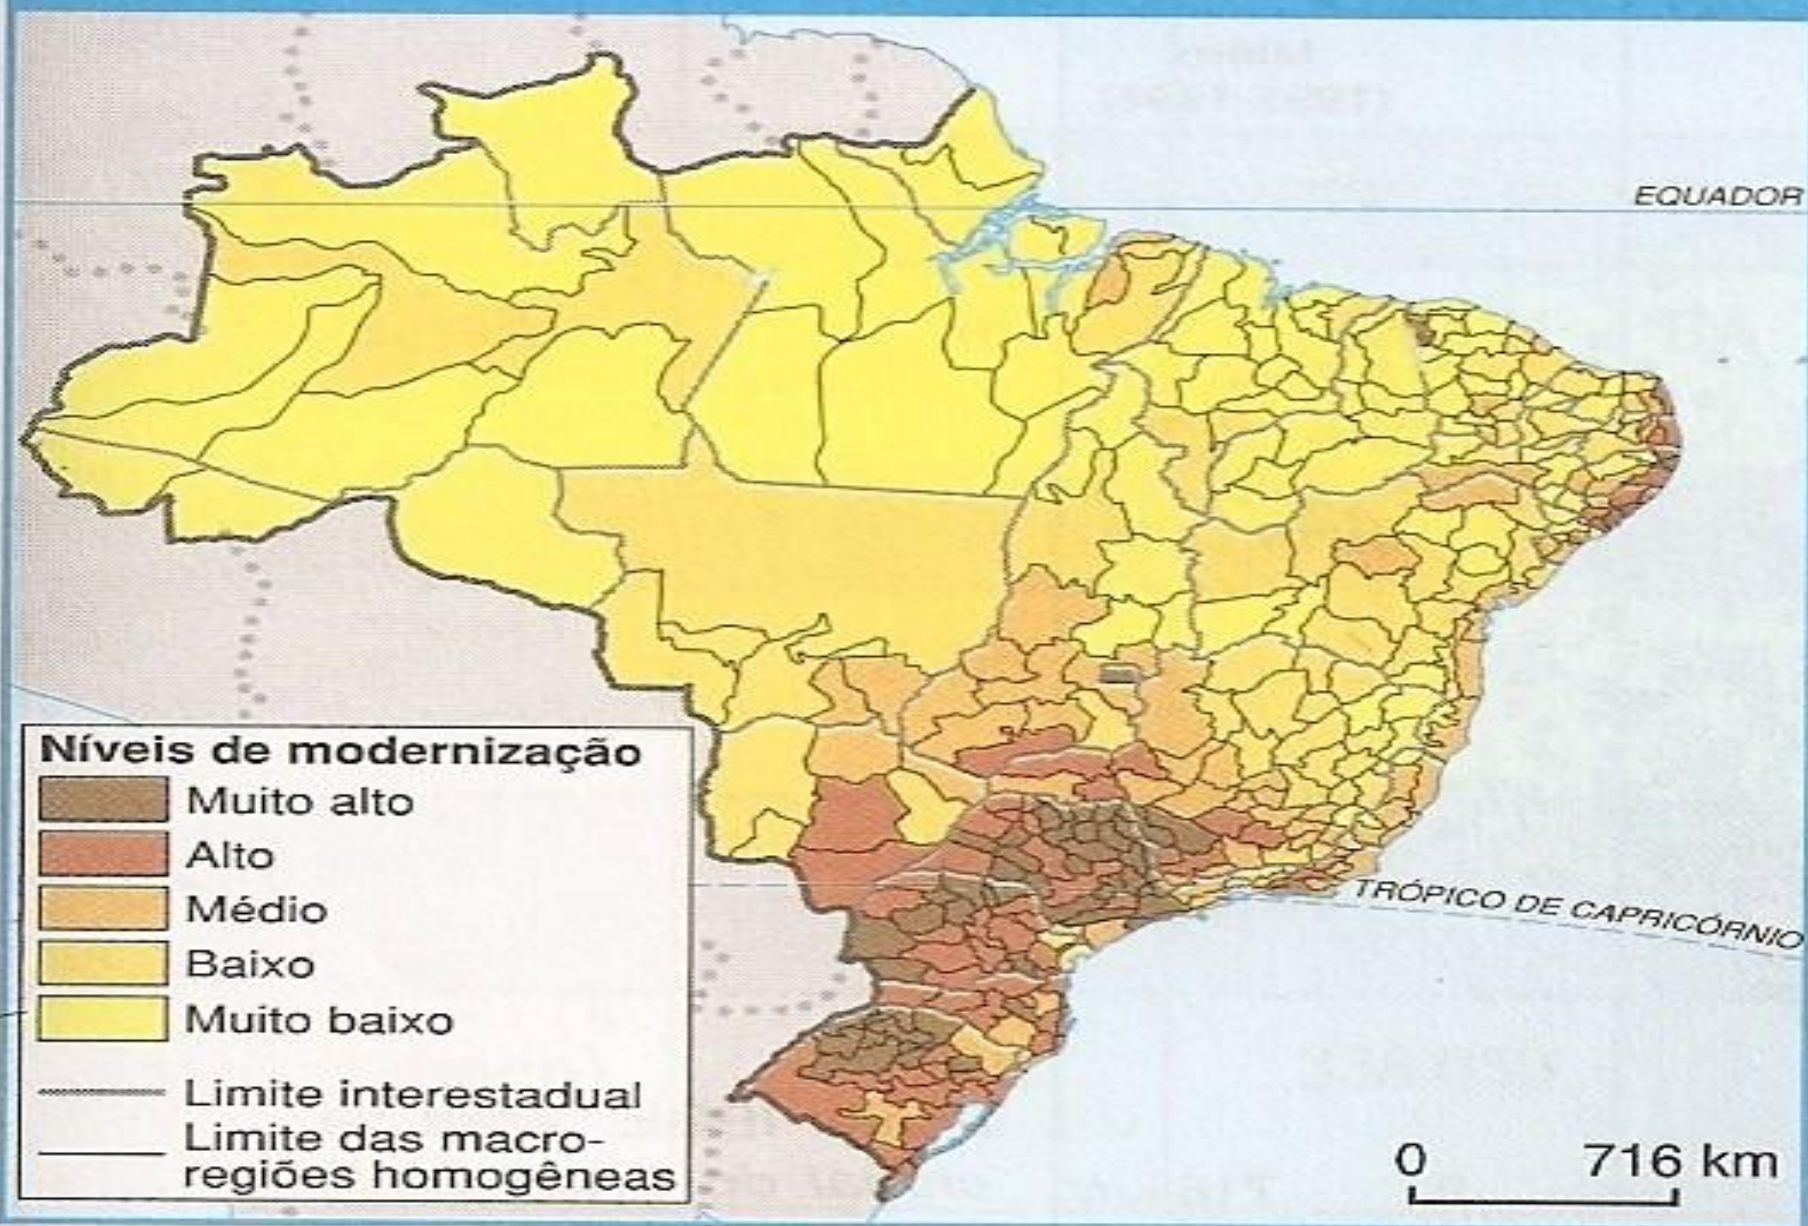 EQUADOR
TRÓPICO DE CAPRICÓRNIO
Níveis de modernização
Muito alto
Alto
Médio
Baixo
Muito baixo
Limite interestadual
Limite das macro-
regiões homogêneas
0 716 km